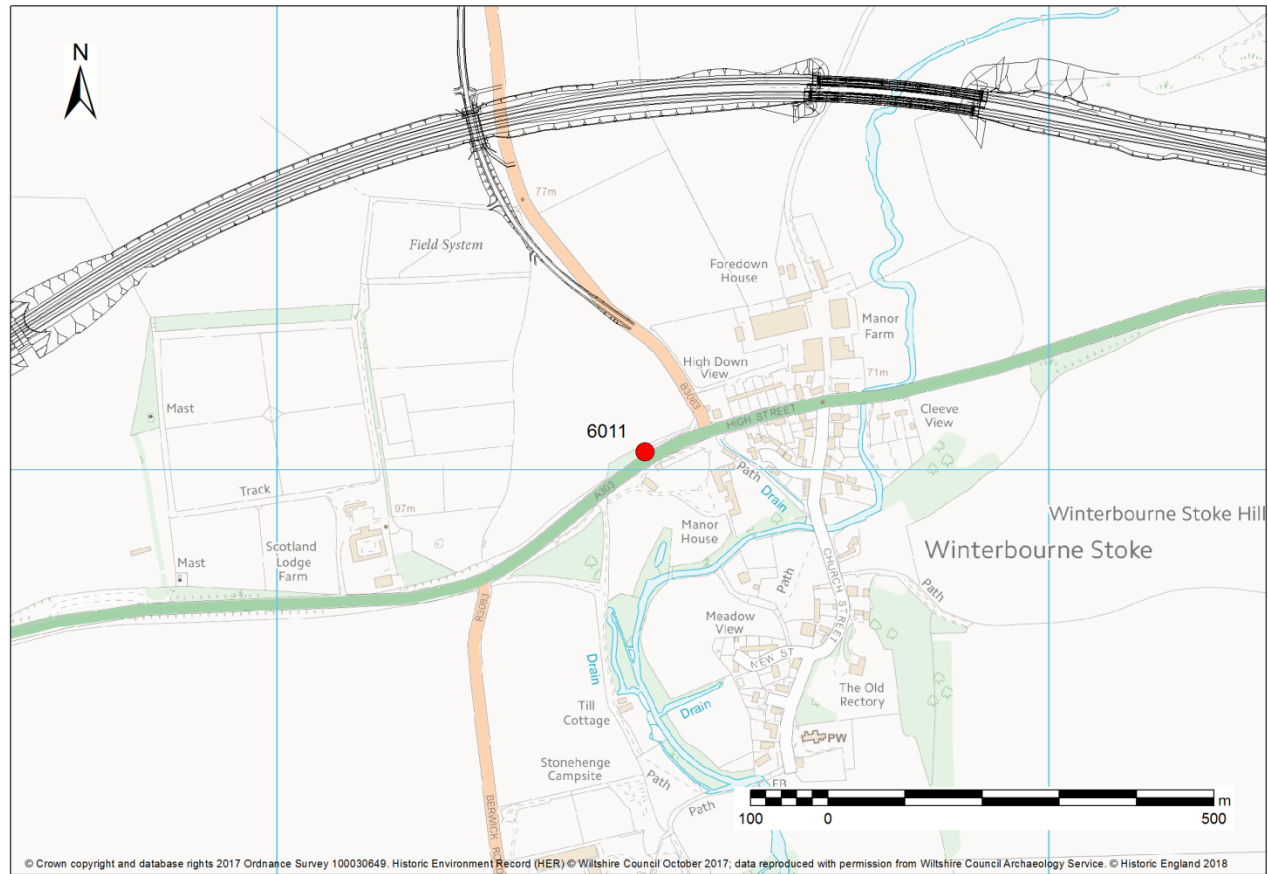 N
77m
Field System
Foredown
House
Manor
Farm
High Down
View
71m
B3083
HIGH STREET
Mast
Cleeve
View
6011
A303
Path
Drain
Track
97m
Manor
House
Winterbourne Stoke Hill
Winterbourne Stoke
Scotland
Lodge
Farm
Mast
CHURCH STREET
Path
Path
B3083
Meadow
View
NEW ST
Drain
The Old
Rectory
Till
Cottage
Drain
PW
Stonehenge
Campsite
Path
FB
Path
BERWICK ROAD
m
100 0 500
© Crown copyright and database rights 2017 Ordnance Survey 100030649. Historic Environment Record (HER) © Wiltshire Council October 2017; data reproduced with permission from Wiltshire Council Archaeology Service. © Historic England 2018